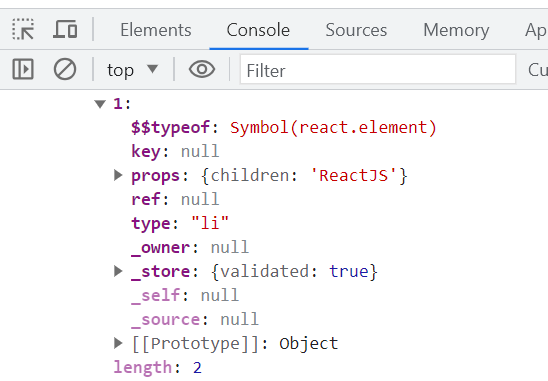 Elements Console Sources Memory Ap
top Filter Cu
1:
$$typeof: Symbol(react.element)
key: null
props: {children: 'ReactJS'}
ref: null
type: "li"
_owner: null
_store: {validated: true}
_self: null
_source: null
[[Prototype]]: Object
length: 2